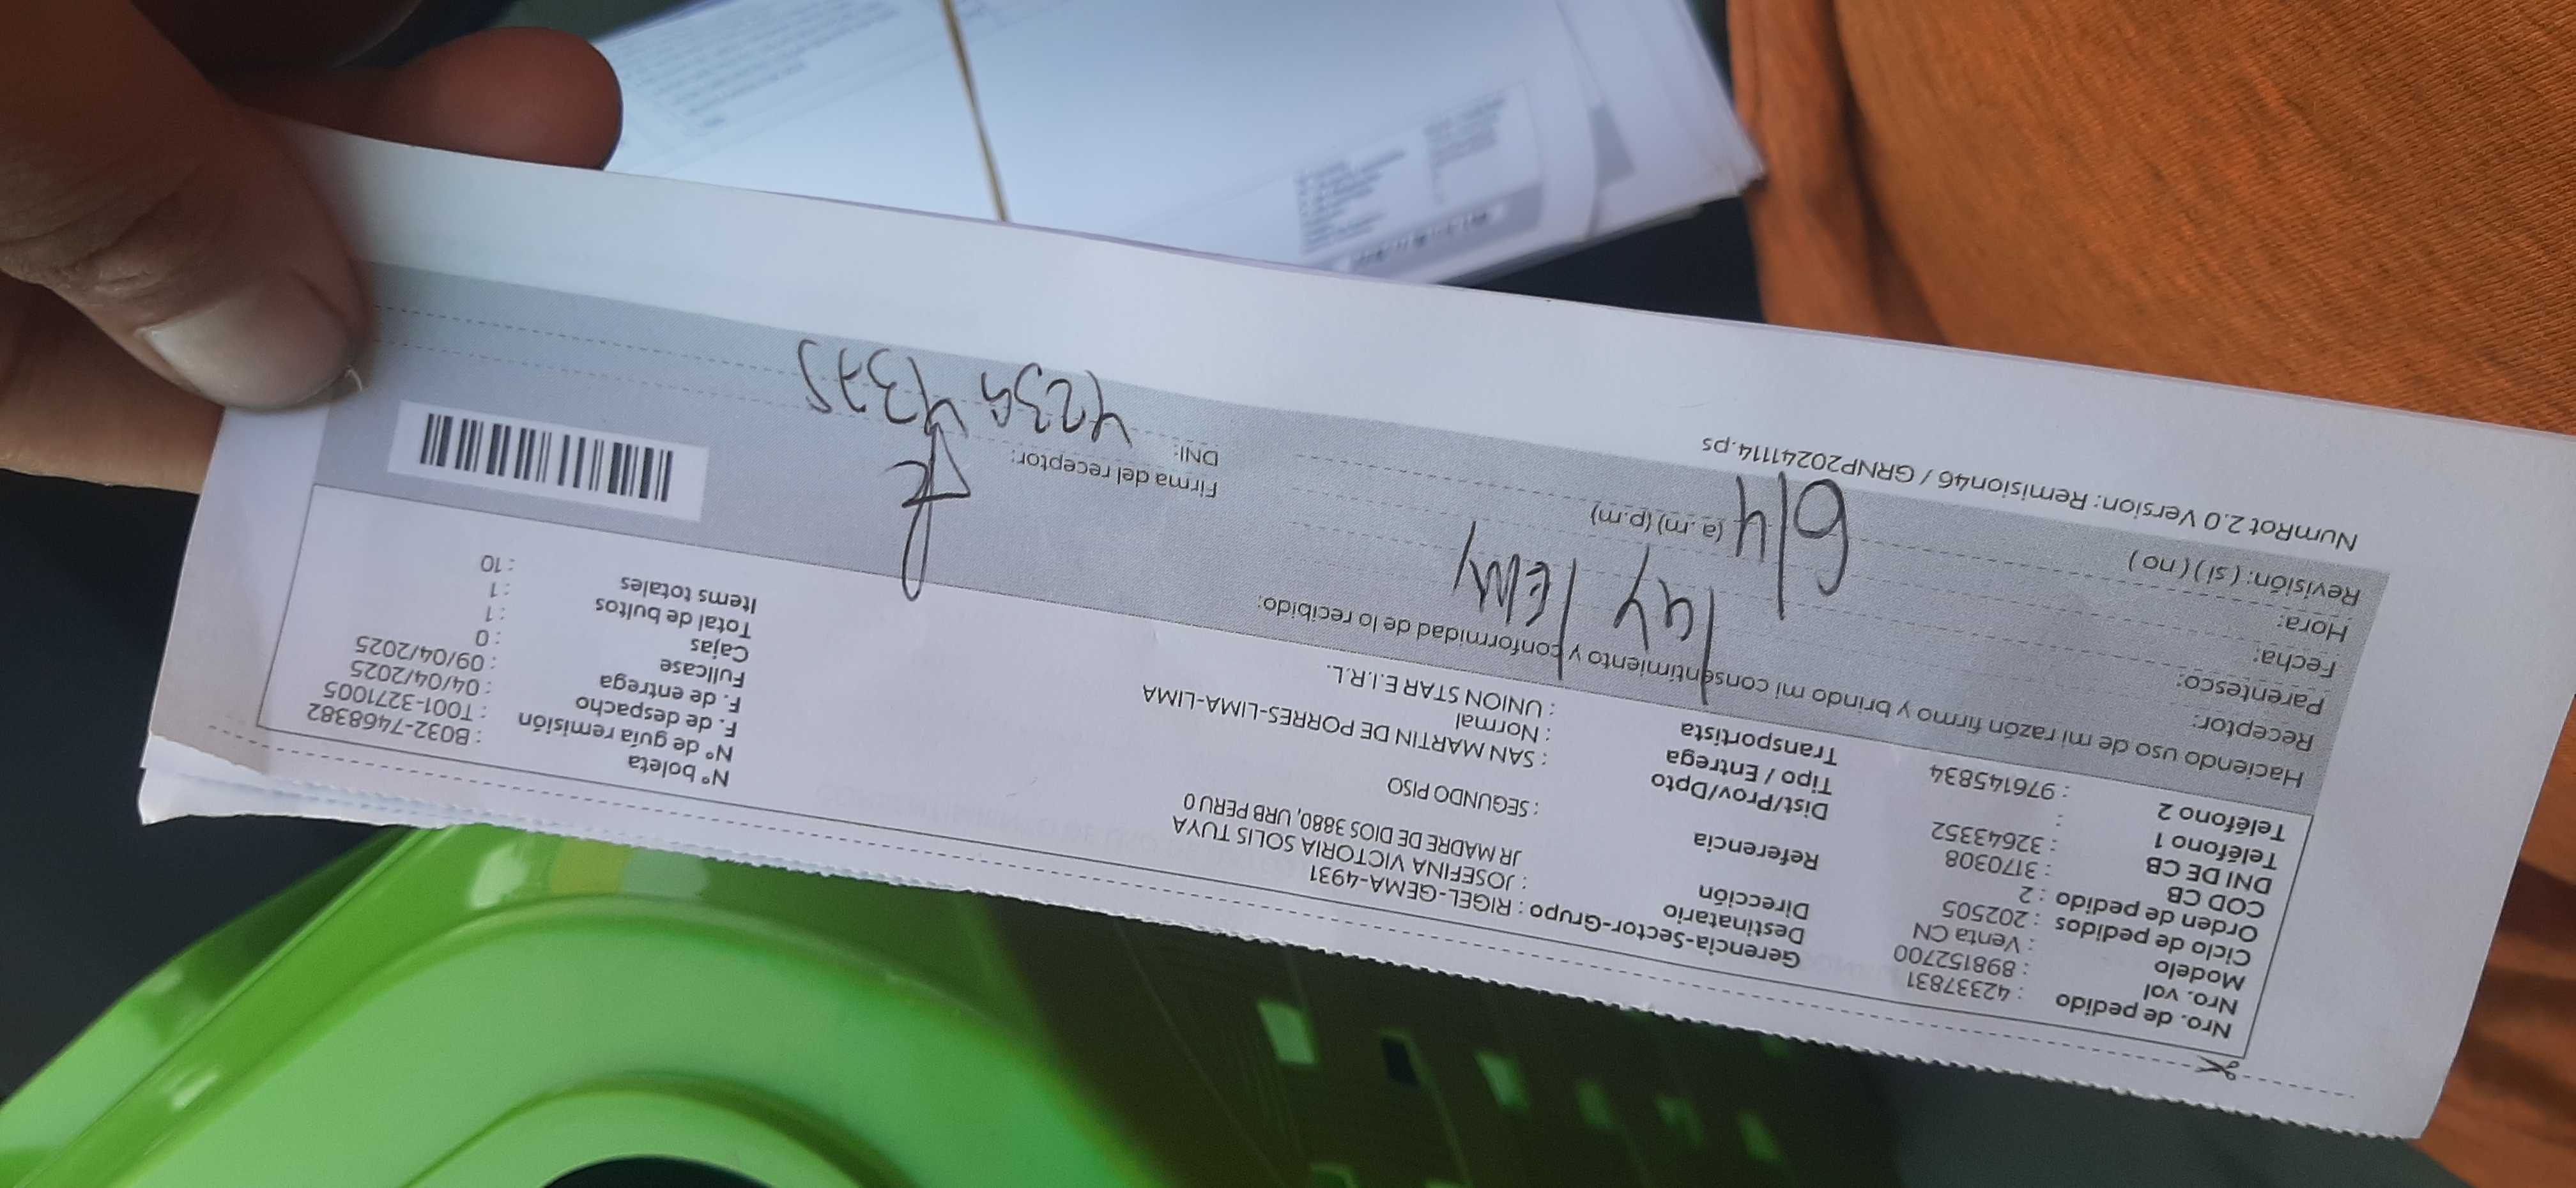 Nro. de pedido : 42337831
Nro. vol : 898152700
Modelo : Venta CN
Ciclo de pedidos : 202505
Orden de pedido : 2
COD CB : 3170308
DNI DE CB : 32643352
Teléfono 1 :
Teléfono 2 : 976145834
Gerencia-Sector-Grupo : RIGEL-GEMA-4931
Destinatario : JOSEFINA VICTORIA SOLIS TUYA
Dirección JR MADRE DE DIOS 3880, URB PERU 0
Referencia : SEGUNDO PISO
Dist/Prov/Dpto : SAN MARTIN DE PORRES-LIMA-LIMA
Tipo / Entrega : Normal
Transportista : UNION STAR E.I.R.L.
N° boleta : B032-7468382
N° de guía remisión : T001-3271005
F. de despacho : 04/04/2025
F. de entrega : 09/04/2025
Fullcase : 0
Cajas : 1
Total de bultos : 1
Items totales : 10
Haciendo uso de mi razón firmo y brindo mi consentimiento y conformidad de lo recibido:
Receptor:
Parentesco:
Fecha: 6/4
Hora: (a.m) (p.m)
Revisión: ( sí ) ( no )
Firma del receptor:
DNI: 42394375
NumRot 2.0 Version: Remision46 / GRNP20241114.ps